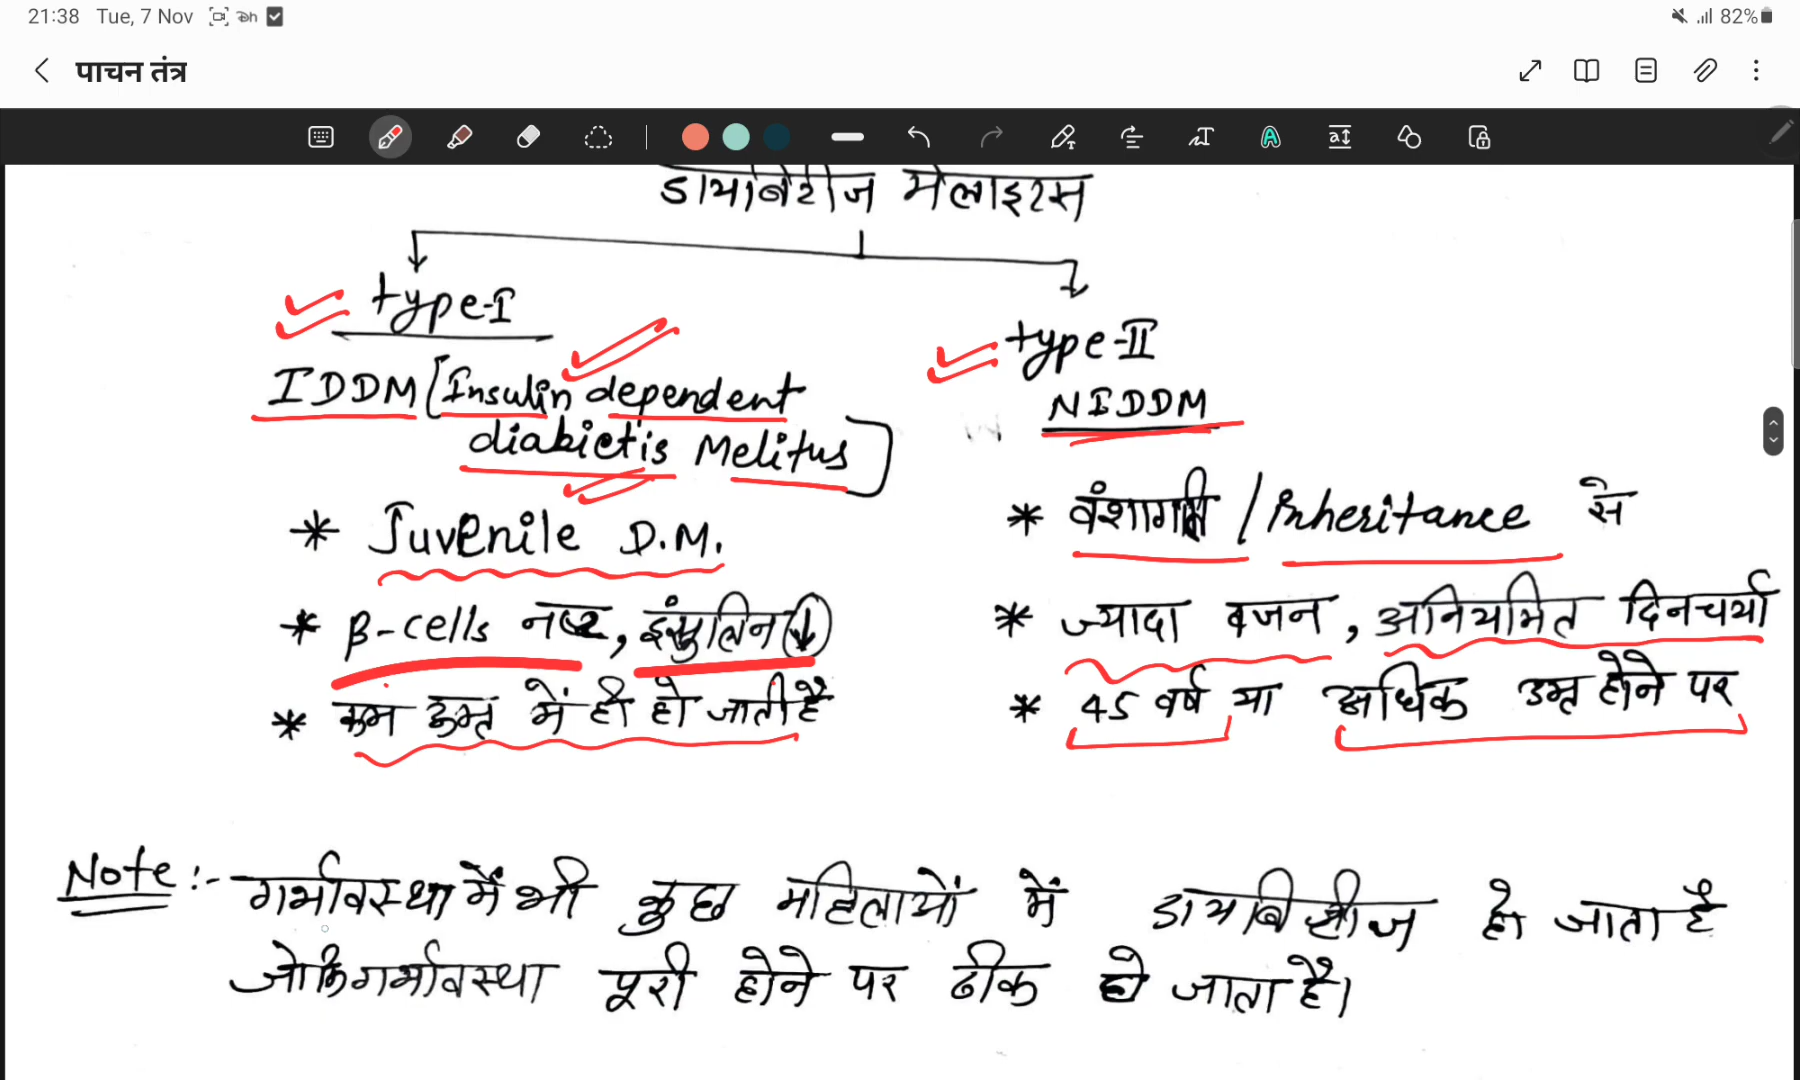 21:38 Tue, 7 Nov 82%
पाचन तंत्र
डायाबेटीज मेलाइटस
type-I
type-II
IDDM [Insulin dependent
diabietis Melitus]
NIDDM
* Juvenile D.M.
* वंशागति / Inheritance से
* β-cells नष्ट, इंसुलिन (↓)
* ज्यादा वजन, अनियमित दिनचर्या
* कम उम्र में ही हो जाती है
* 45 वर्ष या अधिक उम्र होने पर
Note :- गर्भावस्था में भी कुछ महिलाओं में डायबिटीज हो जाता है
जोकि गर्भावस्था पूरी होने पर ठीक हो जाता है।